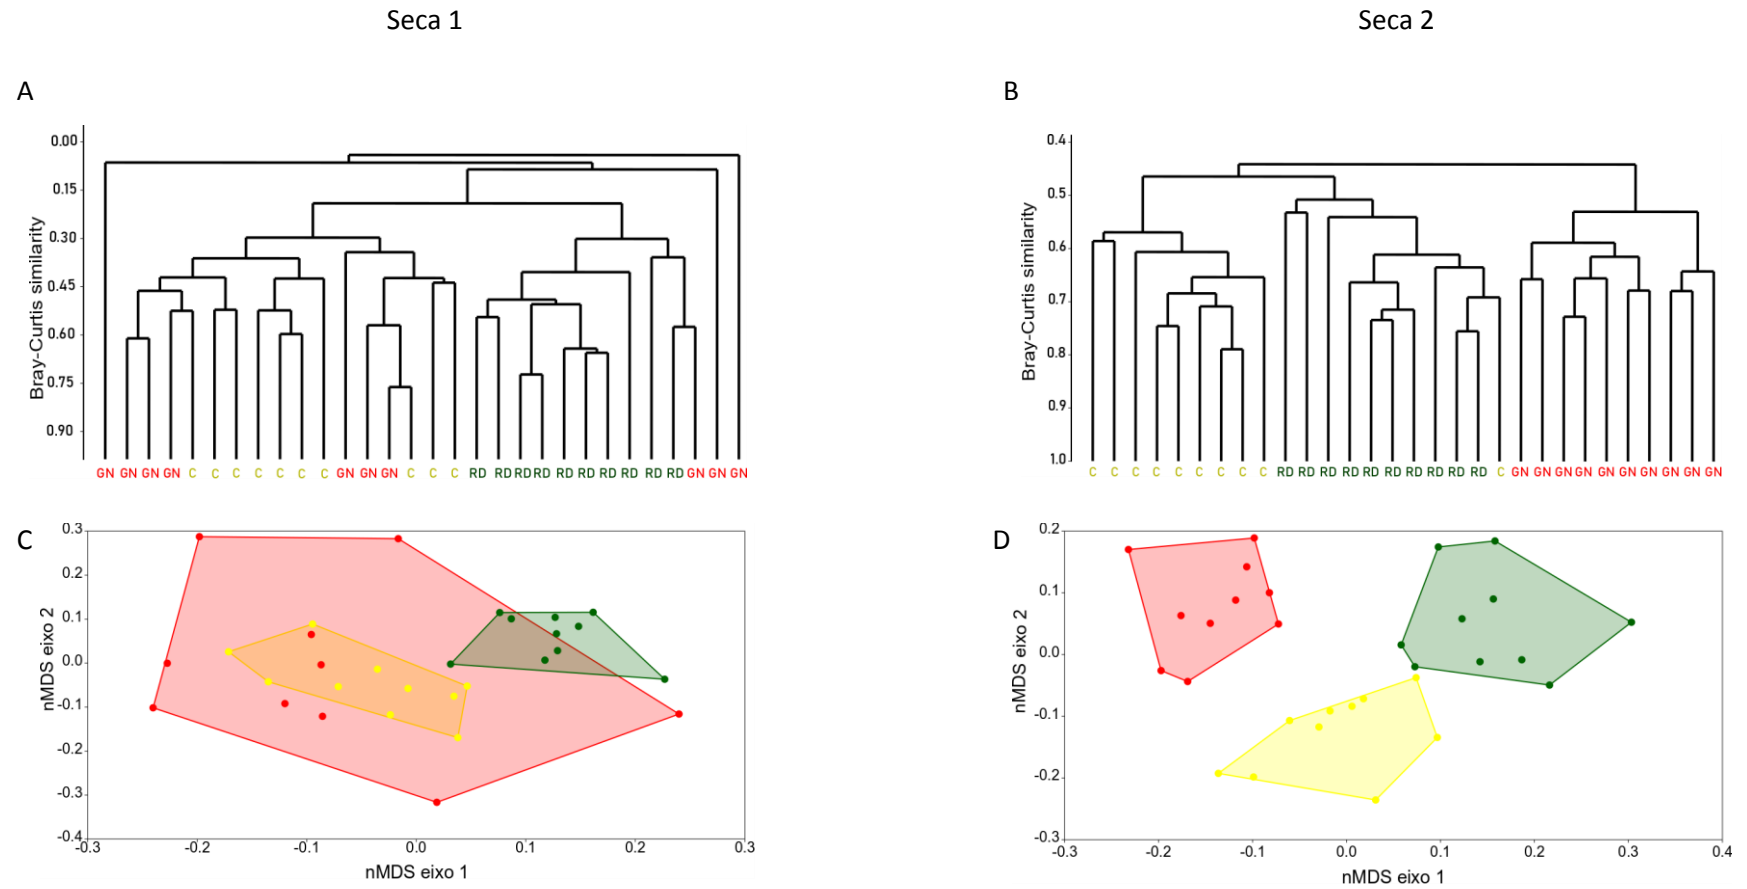 Seca 1
Seca 2
A
B
Bray-Curtis similarity
0.00
0.15
0.30
0.45
0.60
0.75
0.90
GN GN GN GN C C C C C C C GN GN GN C C C RD RD RD RD RD RD RD RD RD RD GN GN GN
Bray-Curtis similarity
0.4
0.5
0.6
0.7
0.8
0.9
1.0
C C C C C C C C C RD RD RD RD RD RD RD RD RD RD C GN GN GN GN GN GN GN GN GN GN
C
nMDS eixo 2
0.3
0.2
0.1
0.0
-0.1
-0.2
-0.3
-0.4
-0.3 -0.2 -0.1 0.0 0.1 0.2 0.3
nMDS eixo 1
D
nMDS eixo 2
0.2
0.1
0.0
-0.1
-0.2
-0.3
-0.3 -0.2 -0.1 0.0 0.1 0.2 0.3 0.4
nMDS eixo 1